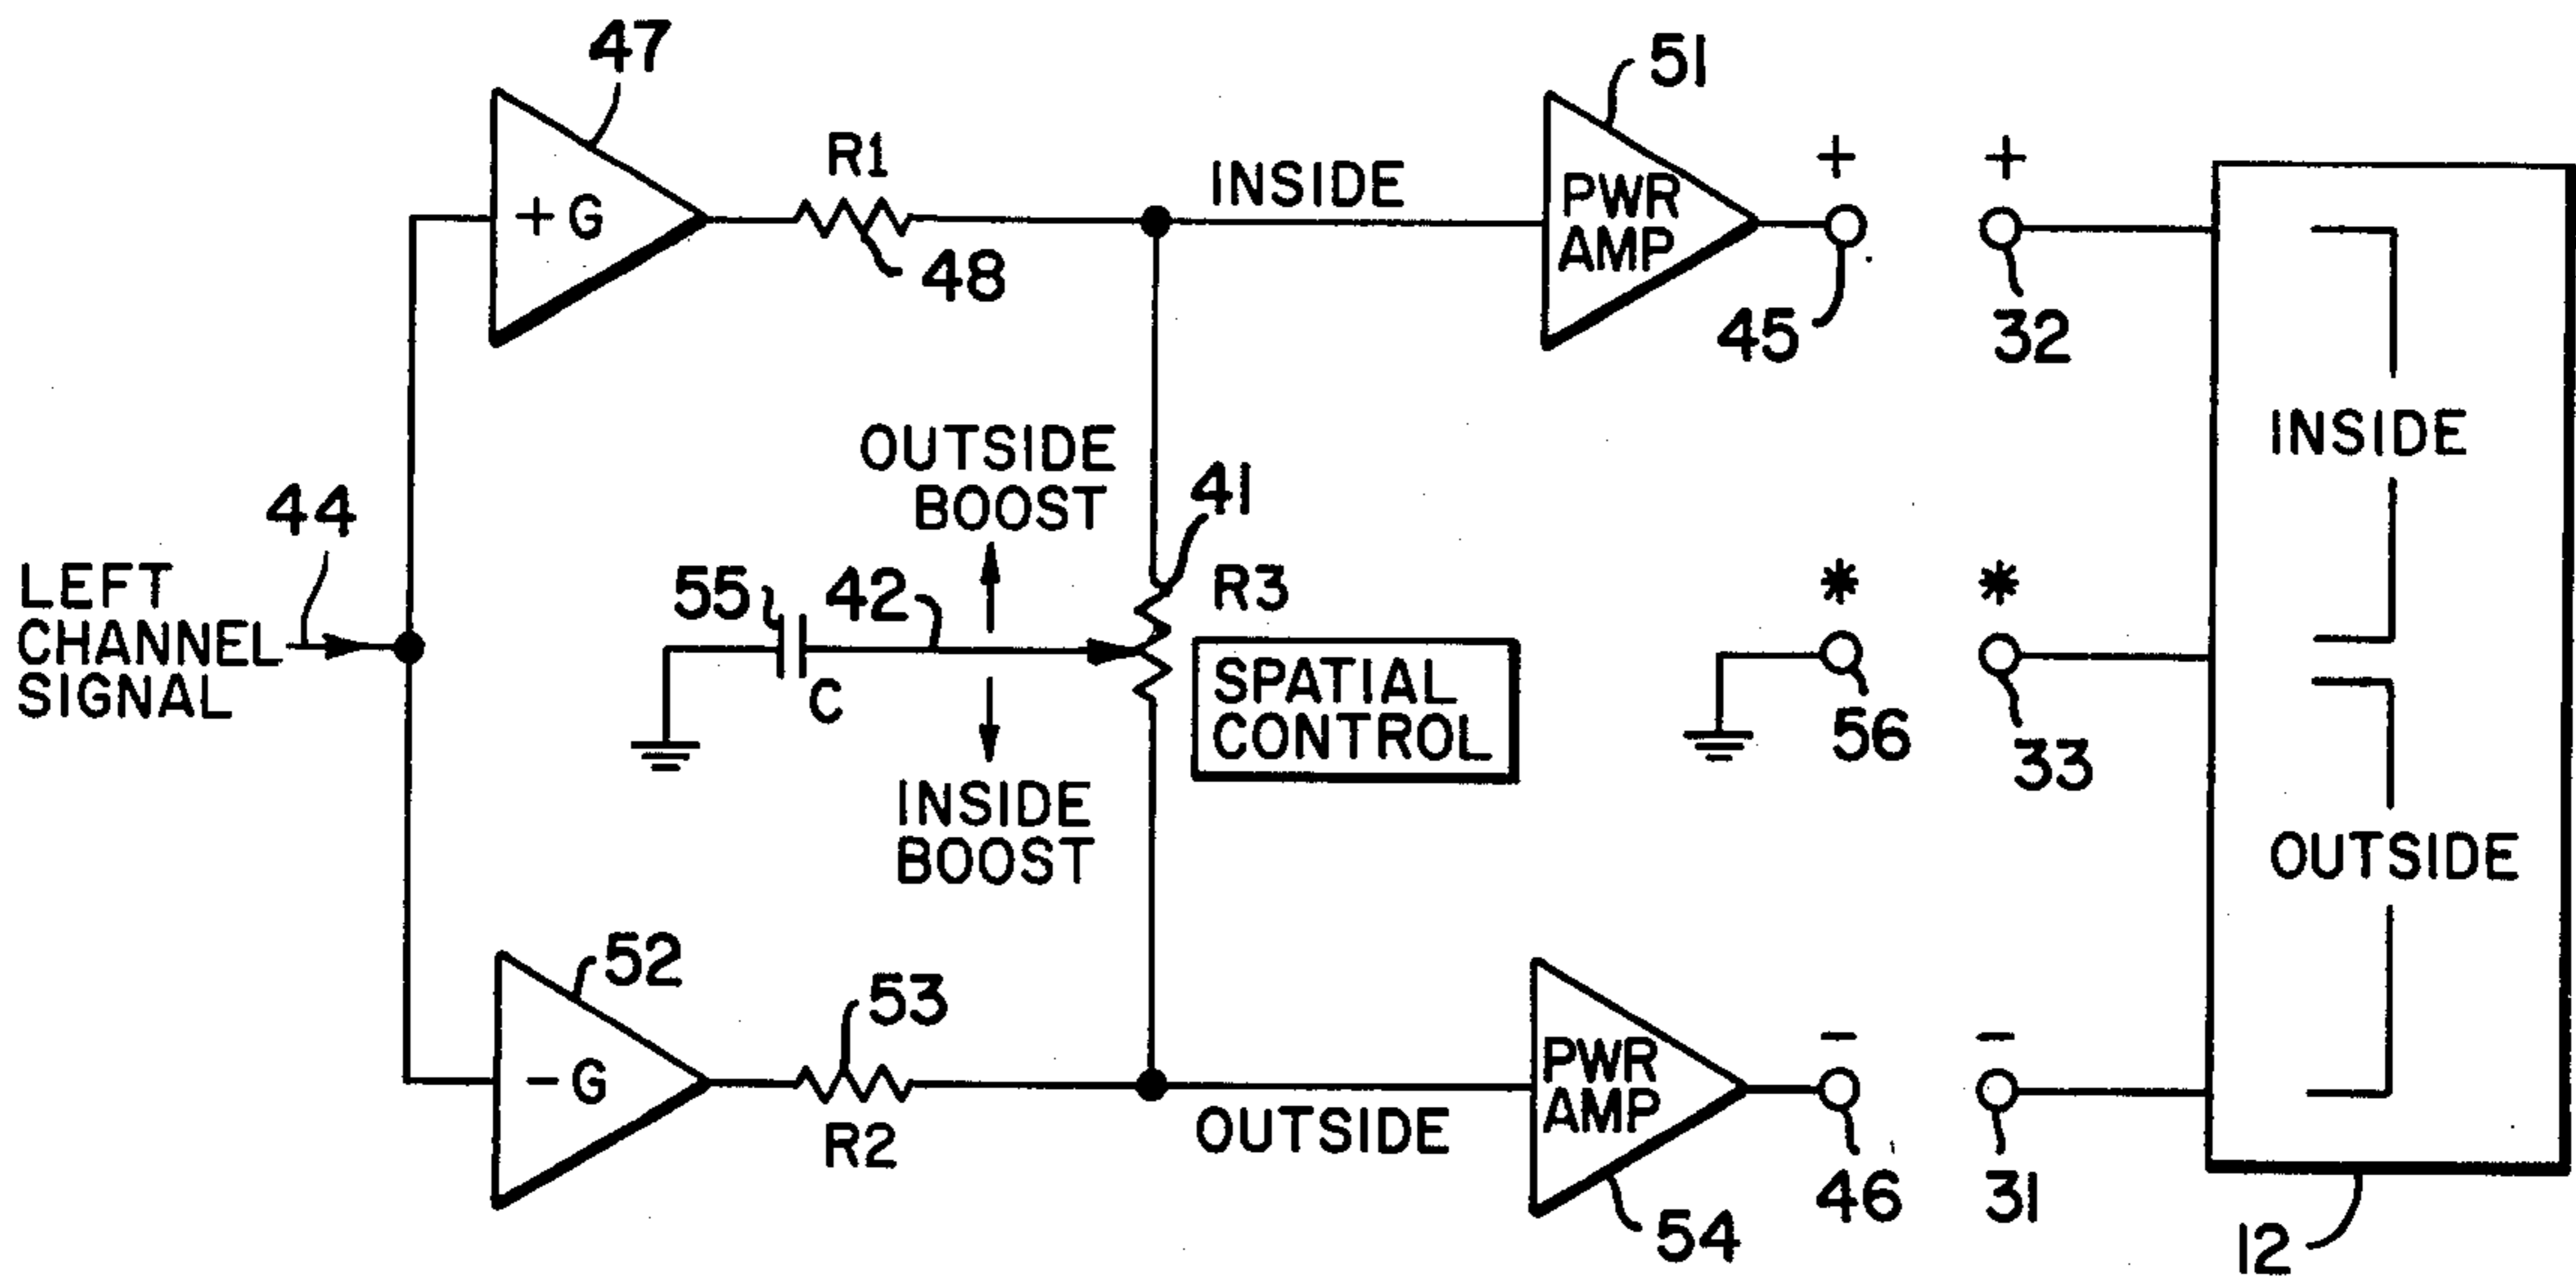 47
51
R1
+ G
48
INSIDE
PWR
AMP
+
+
45
32
OUTSIDE
BOOST
41
INSIDE
44
LEFT
CHANNEL
SIGNAL
55
42
R3
*
*
C
SPATIAL
CONTROL
56
33
INSIDE
BOOST
OUTSIDE
52
53
- G
R2
OUTSIDE
PWR
AMP
-
-
46
31
54
12